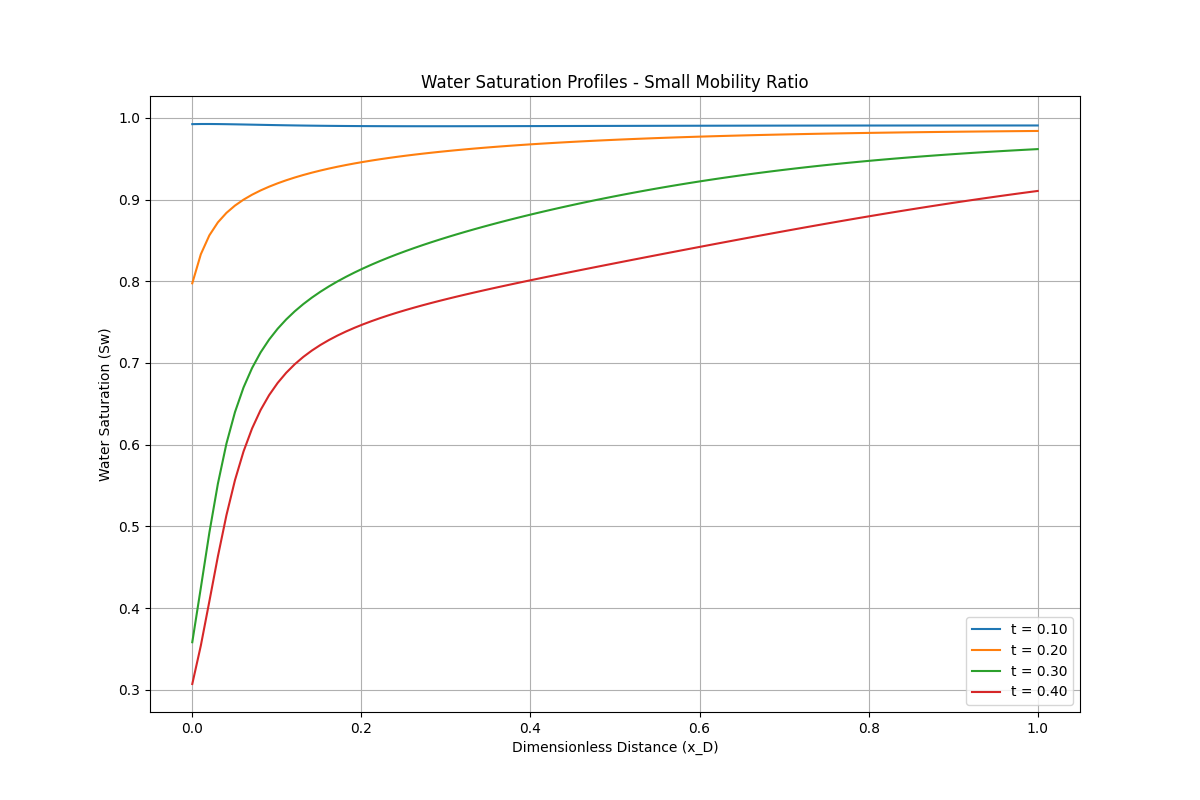 Water Saturation Profiles - Small Mobility Ratio
Water Saturation (Sw)
1.0
0.9
0.8
0.7
0.6
0.5
0.4
0.3
t = 0.10
t = 0.20
t = 0.30
t = 0.40
0.0 0.2 0.4 0.6 0.8 1.0
Dimensionless Distance (x_D)